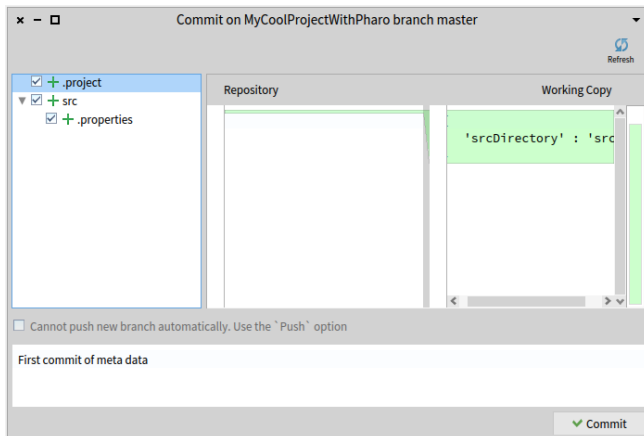 Commit on MyCoolProjectWithPharo branch master
Refresh
.project
src
.properties
Repository
Working Copy
'srcDirectory' : 'src
Cannot push new branch automatically. Use the `Push` option
First commit of meta data
Commit